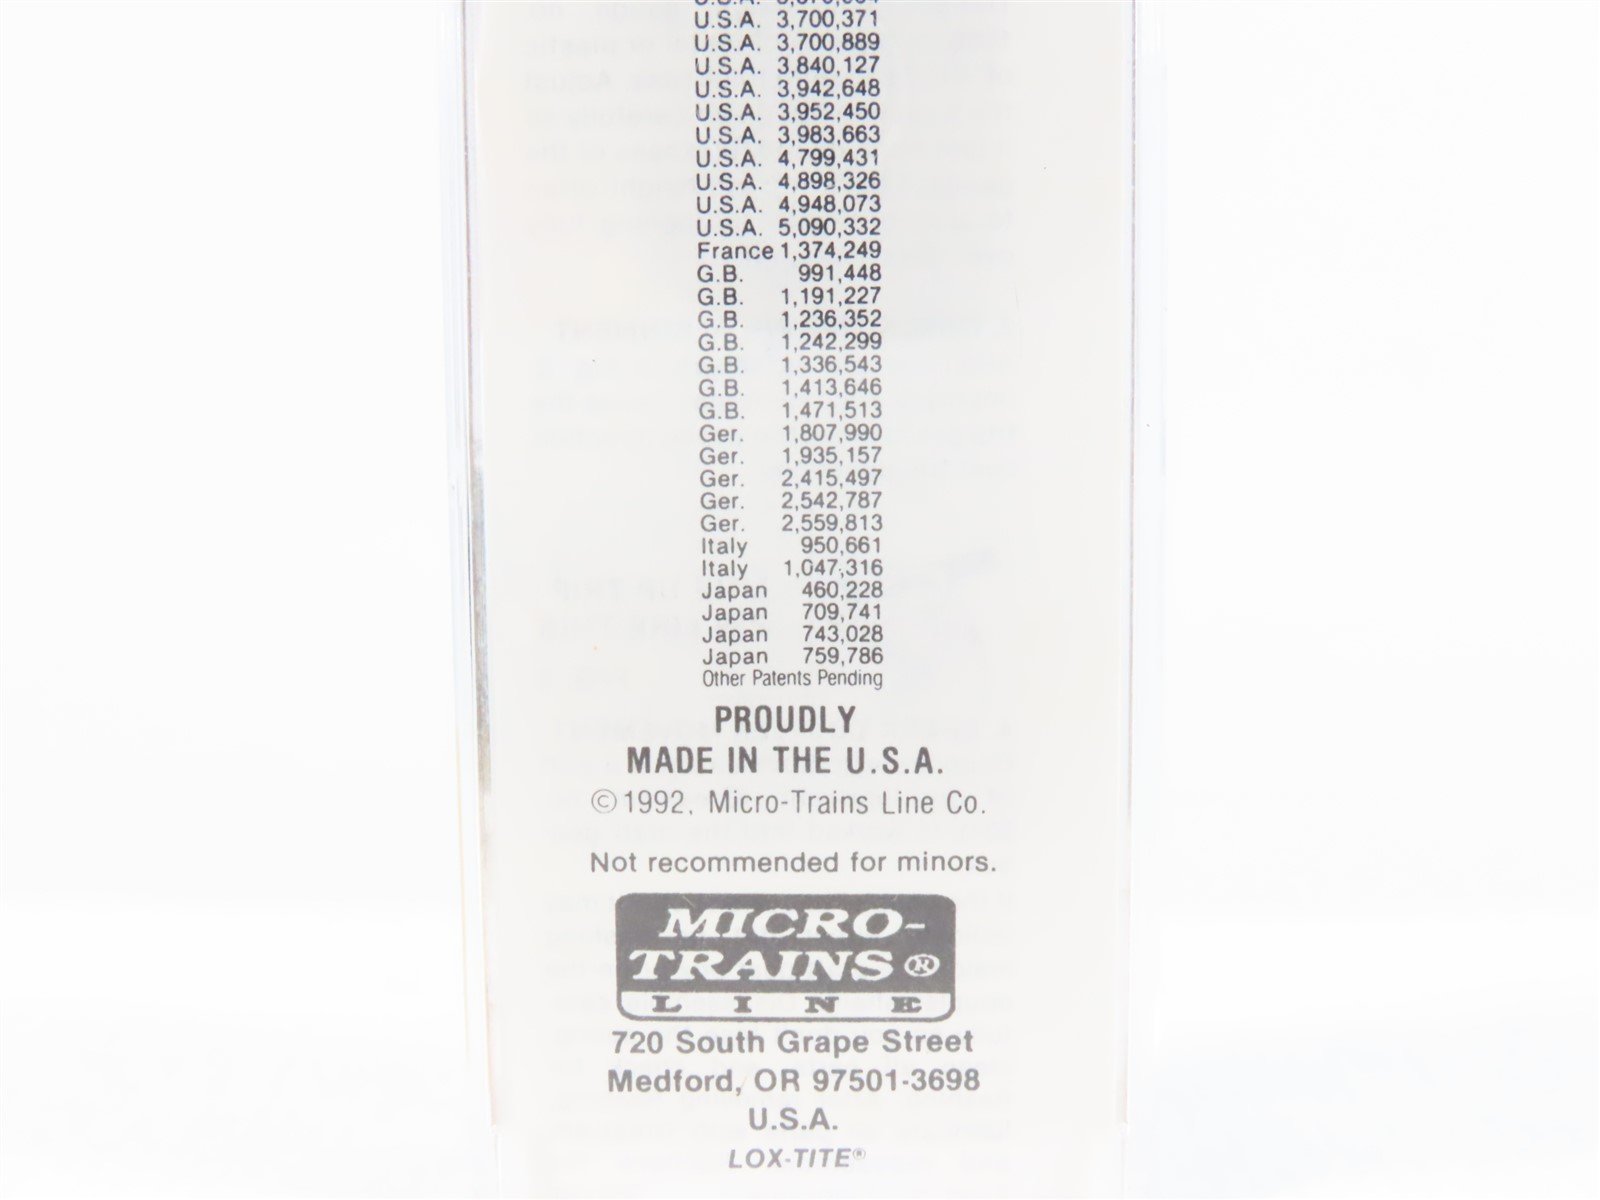 U.S.A. 3,700,371
U.S.A. 3,700,889
U.S.A. 3,840,127
U.S.A. 3,942,648
U.S.A. 3,952,450
U.S.A. 3,983,663
U.S.A. 4,799,431
U.S.A. 4,898,326
U.S.A. 4,948,073
U.S.A. 5,090,332
France 1,374,249
G.B. 991,448
G.B. 1,191,227
G.B. 1,236,352
G.B. 1,242,299
G.B. 1,336,543
G.B. 1,413,646
G.B. 1,471,513
Ger. 1,807,990
Ger. 1,935,157
Ger. 2,415,497
Ger. 2,542,787
Ger. 2,559,813
Italy 950,661
Italy 1,047,316
Japan 460,228
Japan 709,741
Japan 743,028
Japan 759,786
Other Patents Pending
PROUDLY
MADE IN THE U.S.A.
©1992, Micro-Trains Line Co.
Not recommended for minors.
MICRO-
TRAINS®
LINE
720 South Grape Street
Medford, OR 97501-3698
U.S.A.
LOX-TITE®